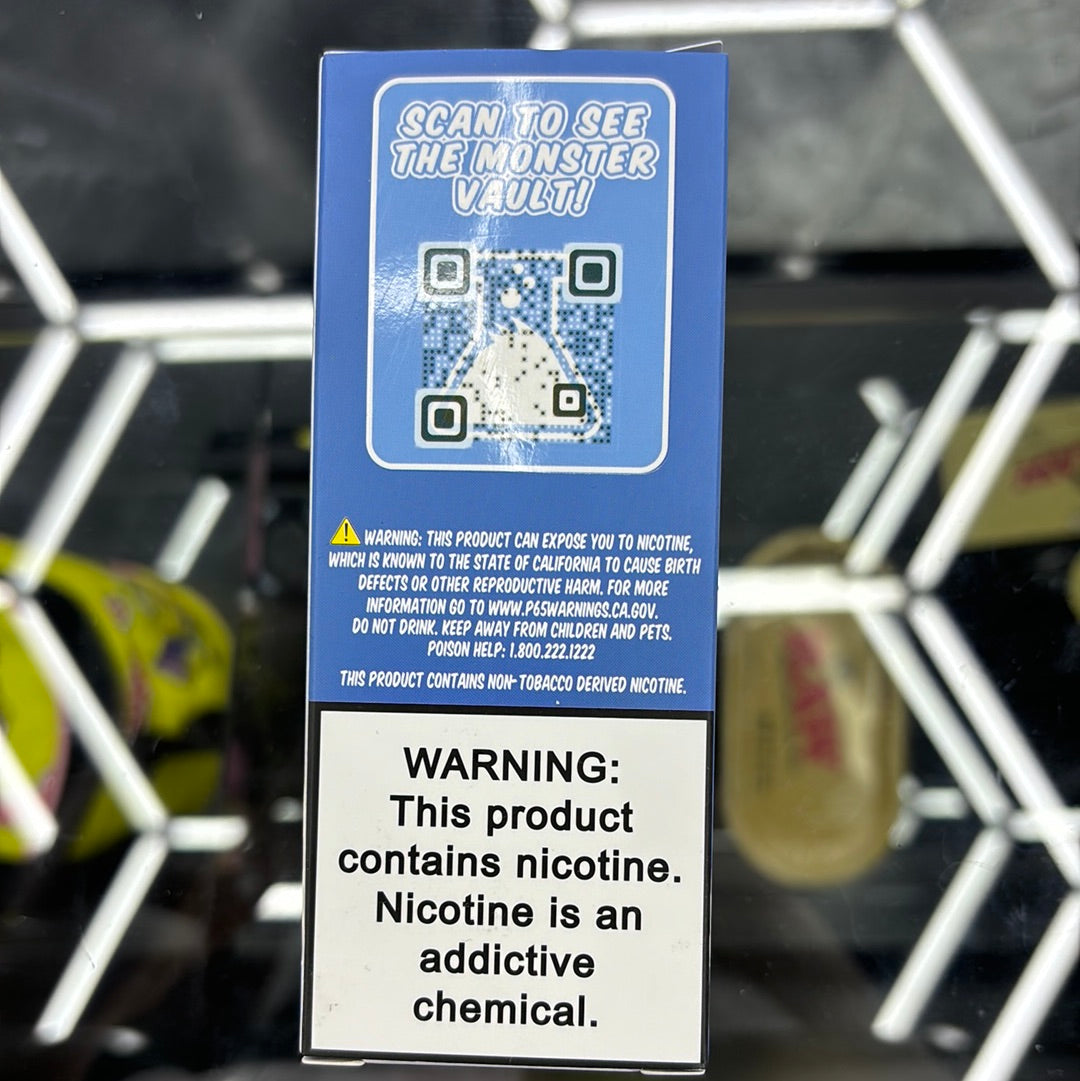 SCAN TO SEE
THE MONSTER
VAULT!
WARNING: THIS PRODUCT CAN EXPOSE YOU TO NICOTINE,
WHICH IS KNOWN TO THE STATE OF CALIFORNIA TO CAUSE BIRTH
DEFECTS OR OTHER REPRODUCTIVE HARM. FOR MORE
INFORMATION GO TO WWW.P65WARNINGS.CA.GOV.
DO NOT DRINK. KEEP AWAY FROM CHILDREN AND PETS.
POISON HELP: 1.800.222.1222
THIS PRODUCT CONTAINS NON-TOBACCO DERIVED NICOTINE.
WARNING:
This product
contains nicotine.
Nicotine is an
addictive
chemical.